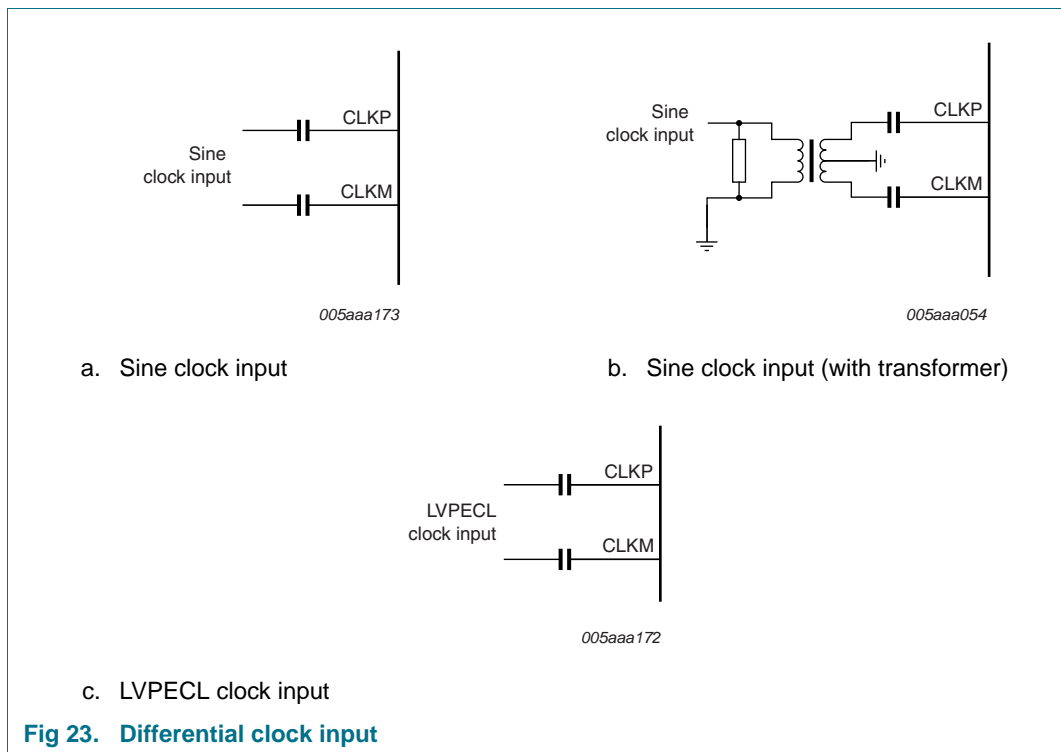 CLKP
Sine
clock input
CLKM
005aaa173
a. Sine clock input
Sine
clock input
CLKP
CLKM
005aaa054
b. Sine clock input (with transformer)
CLKP
LVPECL
clock input
CLKM
005aaa172
c. LVPECL clock input
Fig 23. Differential clock input